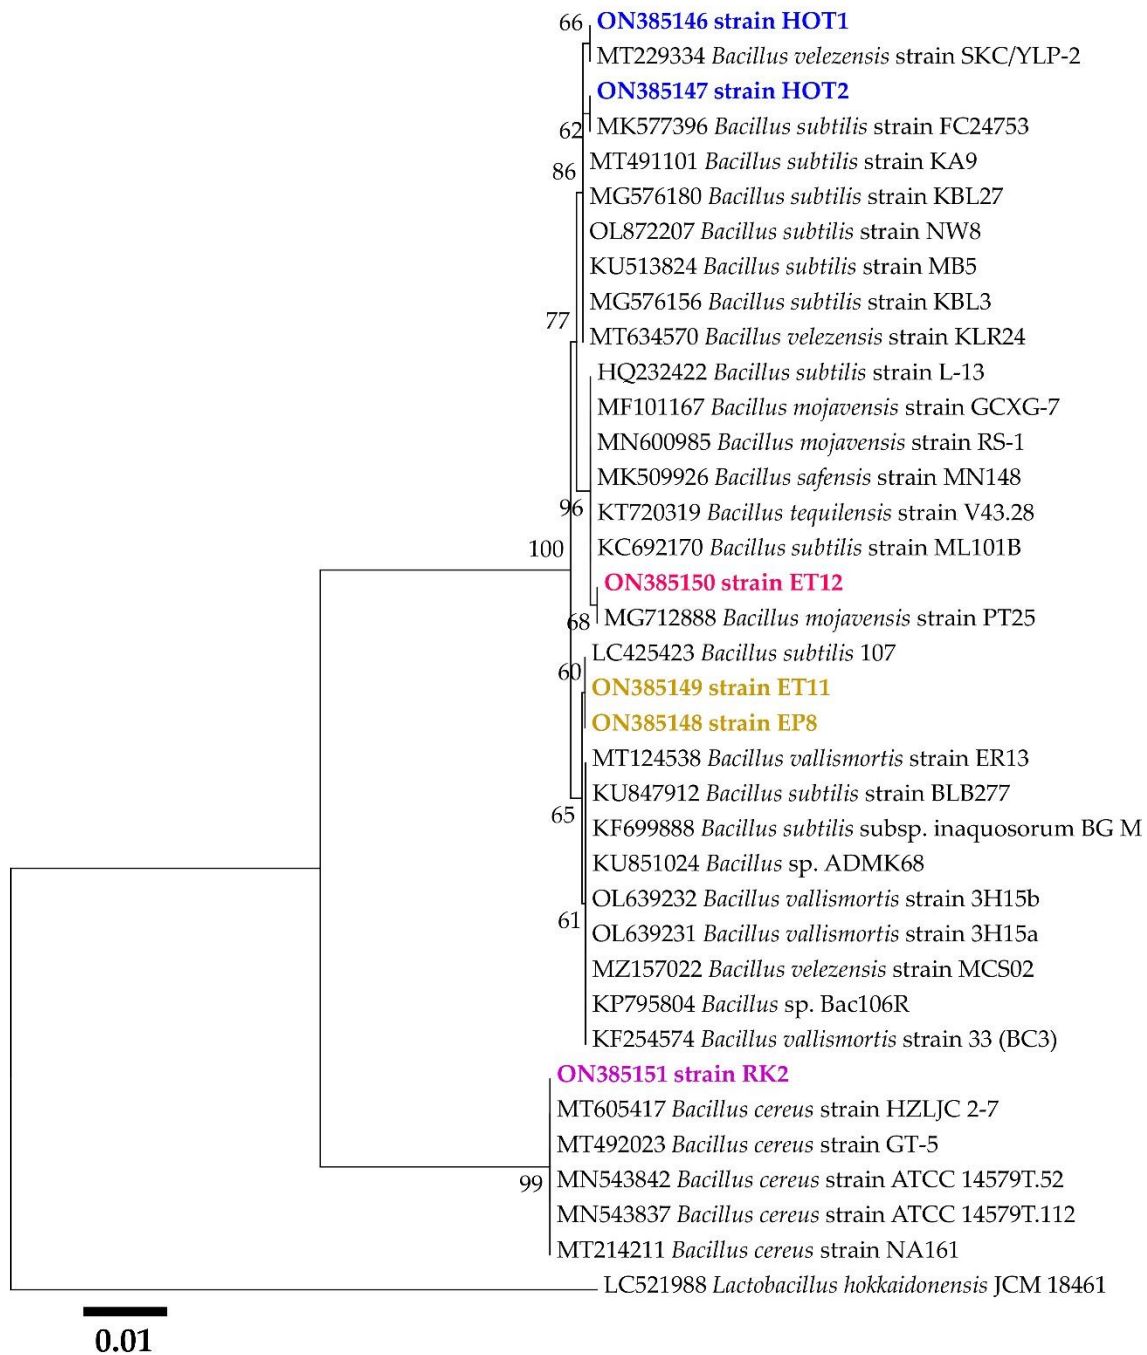 66
ON385146 strain HOT1
MT229334 Bacillus velezensis strain SKC/YLP-2
ON385147 strain HOT2
62
MK577396 Bacillus subtilis strain FC24753
MT491101 Bacillus subtilis strain KA9
86
MG576180 Bacillus subtilis strain KBL27
OL872207 Bacillus subtilis strain NW8
KU513824 Bacillus subtilis strain MB5
MG576156 Bacillus subtilis strain KBL3
77
MT634570 Bacillus velezensis strain KLR24
HQ232422 Bacillus subtilis strain L-13
MF101167 Bacillus mojavensis strain GCXG-7
MN600985 Bacillus mojavensis strain RS-1
MK509926 Bacillus safensis strain MN148
96
KT720319 Bacillus tequilensis strain V43.28
100
KC692170 Bacillus subtilis strain ML101B
ON385150 strain ET12
68
MG712888 Bacillus mojavensis strain PT25
LC425423 Bacillus subtilis 107
60
ON385149 strain ET11
ON385148 strain EP8
MT124538 Bacillus vallismortis strain ER13
KU847912 Bacillus subtilis strain BLB277
65
KF699888 Bacillus subtilis subsp. inaquosorum BG M
KU851024 Bacillus sp. ADMK68
OL639232 Bacillus vallismortis strain 3H15b
61
OL639231 Bacillus vallismortis strain 3H15a
MZ157022 Bacillus velezensis strain MCS02
KP795804 Bacillus sp. Bac106R
KF254574 Bacillus vallismortis strain 33 (BC3)
ON385151 strain RK2
MT605417 Bacillus cereus strain HZLJC 2-7
MT492023 Bacillus cereus strain GT-5
99
MN543842 Bacillus cereus strain ATCC 14579T.52
MN543837 Bacillus cereus strain ATCC 14579T.112
MT214211 Bacillus cereus strain NA161
LC521988 Lactobacillus hokkaidonensis JCM 18461
0.01